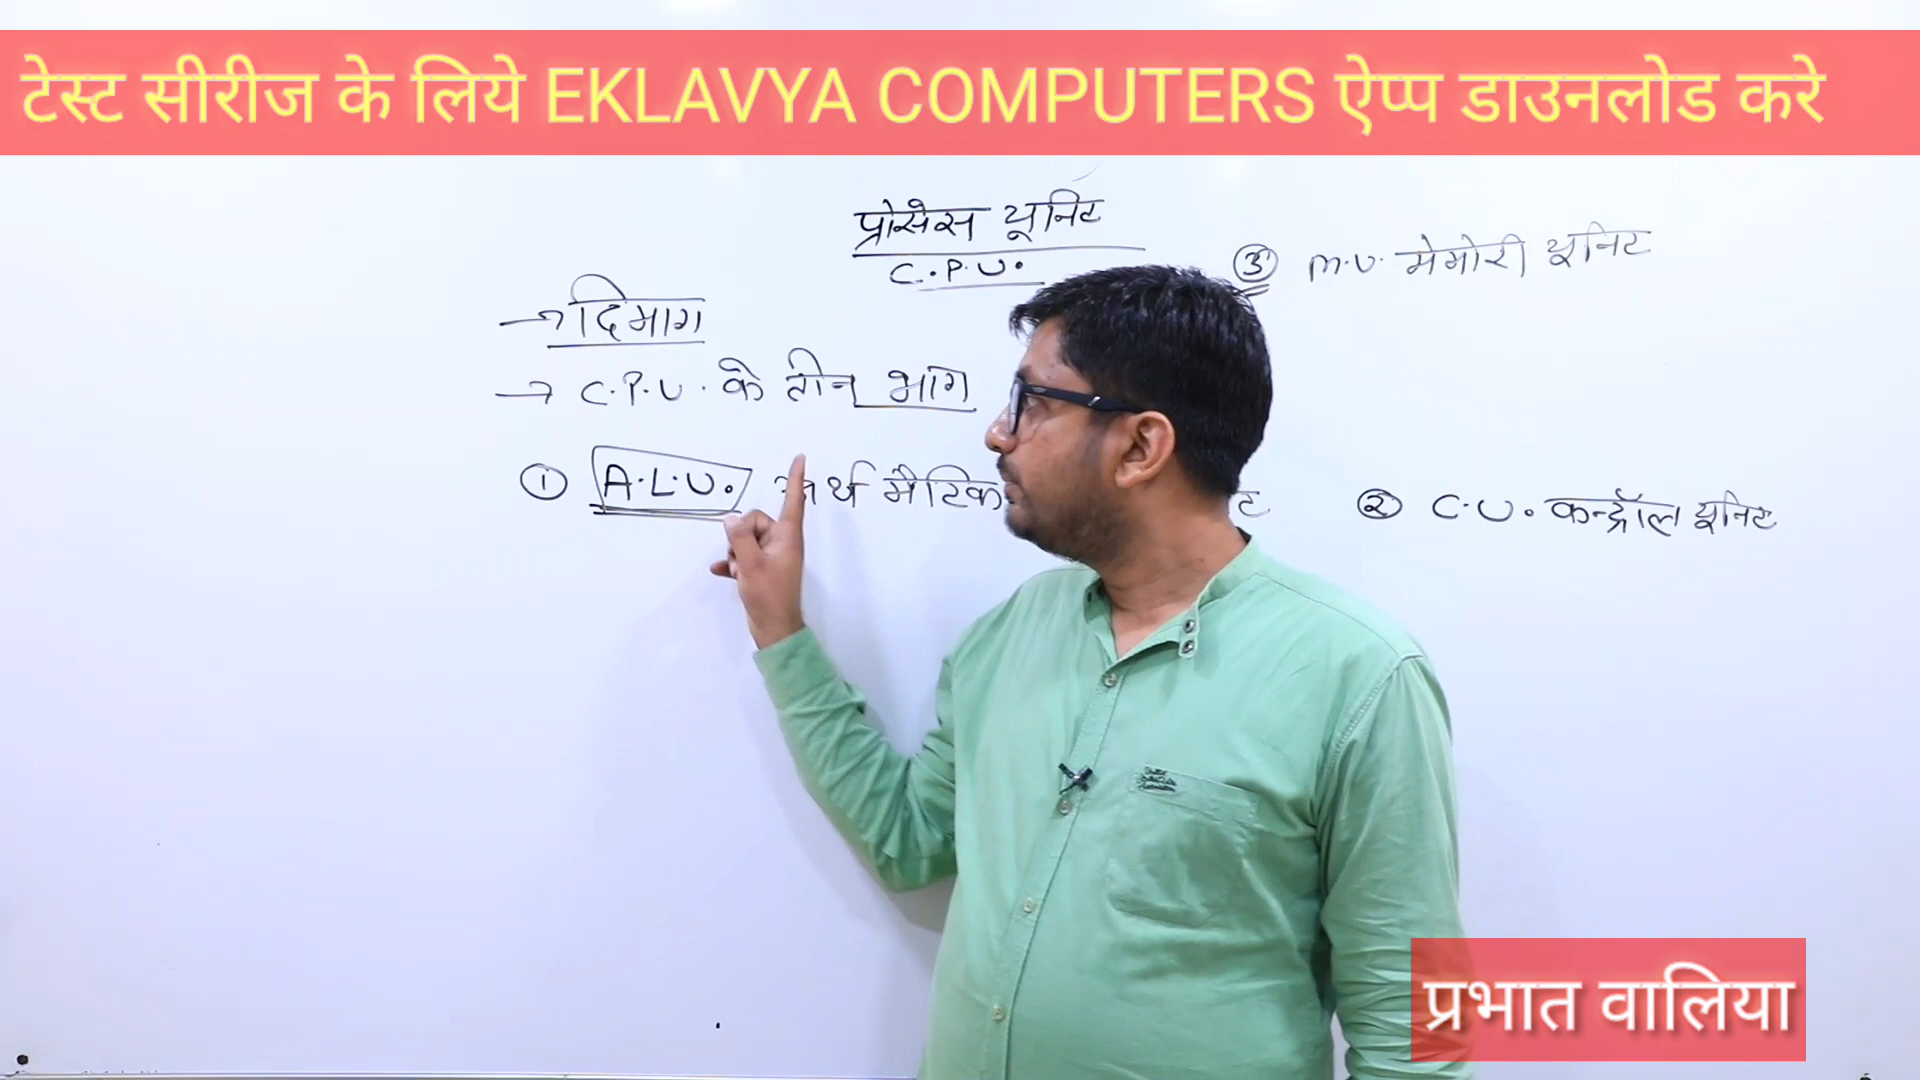 टेस्ट सीरीज के लिये EKLAVYA COMPUTERS ऐप्प डाउनलोड करे
प्रोसेस यूनिट
C.P.U.
③ M.U. मेमोरी यूनिट
→ दिमाग
→ C.P.U. के तीन भाग
① A.L.U. अर्थ मैटिक
② C.U. कन्ट्रॉल यूनिट
प्रभात वालिया